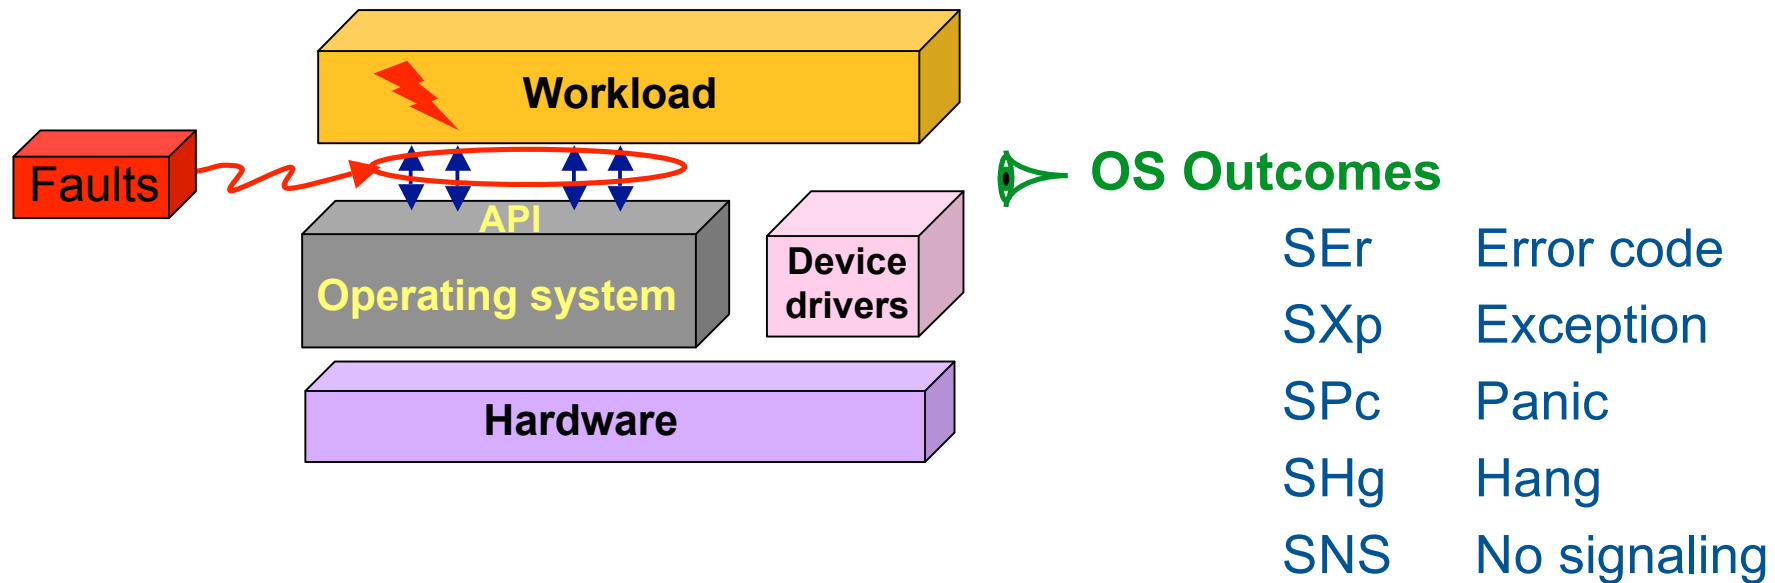 Workload
Faults
API
Operating system
Device
drivers
Hardware
OS Outcomes
SEr Error code
SXp Exception
SPc Panic
SHg Hang
SNS No signaling